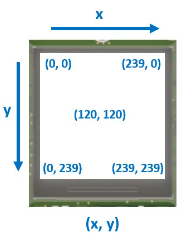 x
(0, 0) (239, 0)
y
(120, 120)
(0, 239) (239, 239)
(x, y)